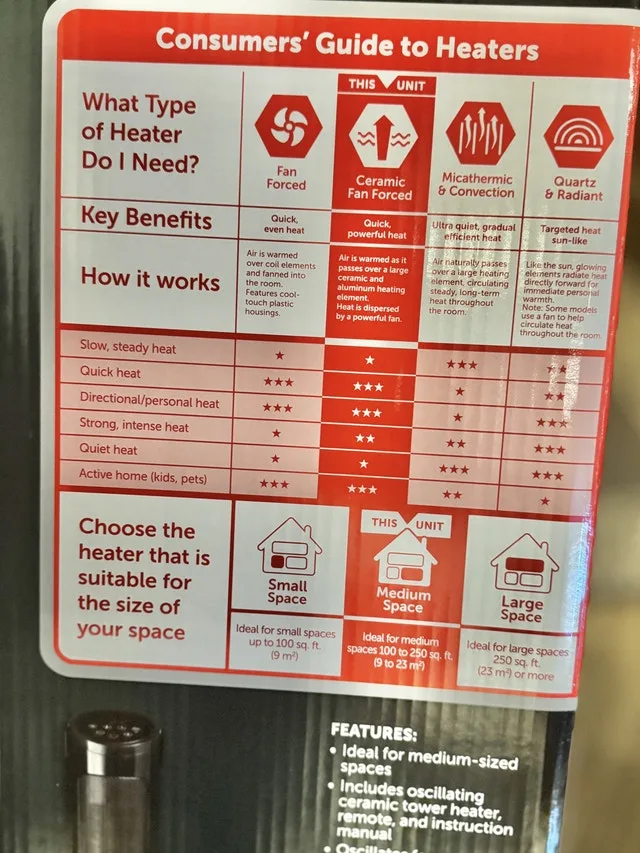 Consumers' Guide to Heaters
What Type
of Heater
Do I Need?
Fan
Forced
THIS UNIT
Ceramic
Fan Forced
Micathermic
& Convection
Quartz
& Radiant
Key Benefits
Quick,
even heat
Quick,
powerful heat
Ultra quiet, gradual
efficient heat
Targeted heat
sun-like
How it works
Air is warmed
over coil elements
and fanned into
the room.
Features cool-
touch plastic
housings.
Air is warmed as it
passes over a large
ceramic and
aluminum heating
element.
Heat is dispersed
by a powerful fan.
Air naturally passes
over a large heating
element, circulating
steady, long-term
heat throughout
the room.
Like the sun, glowing
elements radiate heat
directly forward for
immediate personal
warmth.
Note: Some models
use a fan to help
circulate heat
throughout the room.
Slow, steady heat ★ ★ ★★★ ★★
Quick heat ★★★ ★★★ ★ ★★
Directional/personal heat ★★★ ★★★ ★ ★★★
Strong, intense heat ★ ★★ ★★ ★★★
Quiet heat ★ ★ ★★★ ★★★
Active home (kids, pets) ★★★ ★★★ ★★ ★
Choose the
heater that is
suitable for
the size of
your space
Small
Space
THIS UNIT
Medium
Space
Large
Space
Ideal for small spaces
up to 100 sq. ft.
(9 m²)
Ideal for medium
spaces 100 to 250 sq. ft.
(9 to 23 m²)
Ideal for large spaces
250 sq. ft.
(23 m²) or more
FEATURES:
• Ideal for medium-sized
spaces
• Includes oscillating
ceramic tower heater,
remote, and instruction
manual